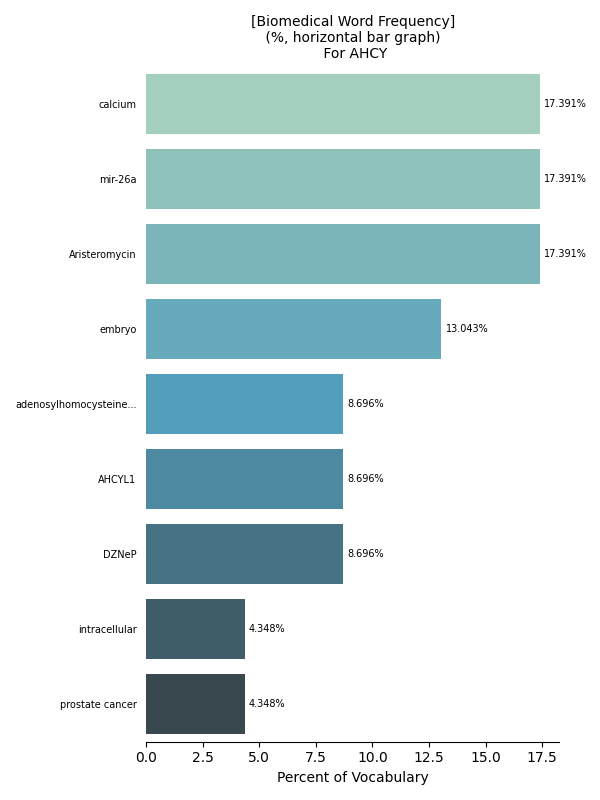 [Biomedical Word Frequency]
(%, horizontal bar graph)
For AHCY
calcium 17.391%
mir-26a 17.391%
Aristeromycin 17.391%
embryo 13.043%
adenosylhomocysteine... 8.696%
AHCYL1 8.696%
DZNeP 8.696%
intracellular 4.348%
prostate cancer 4.348%
0.0 2.5 5.0 7.5 10.0 12.5 15.0 17.5
Percent of Vocabulary